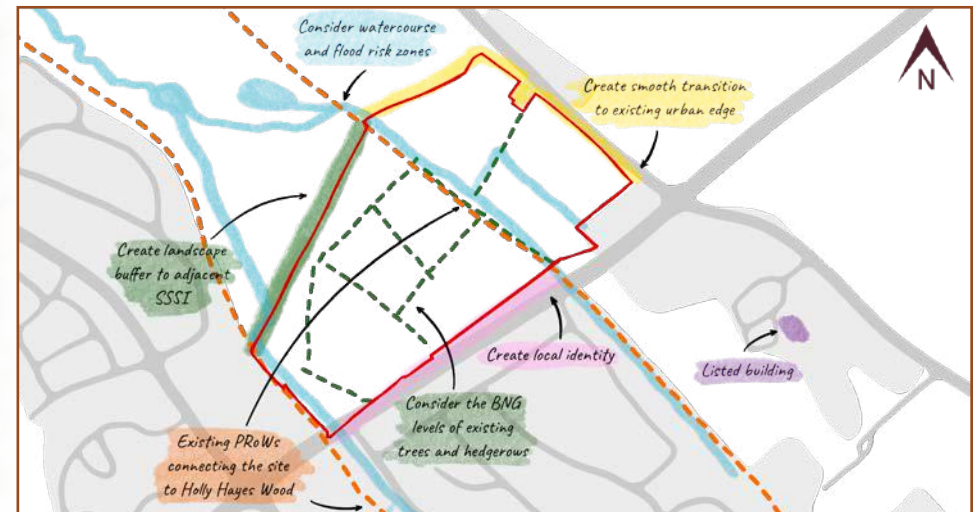 Consider watercourse
and flood risk zones
N
Create smooth transition
to existing urban edge
Create landscape
buffer to adjacent
SSSI
Create local identity
Listed building
Consider the BNG
levels of existing
trees and hedgerows
Existing PRoWs
connecting the site
to Holly Hayes Wood